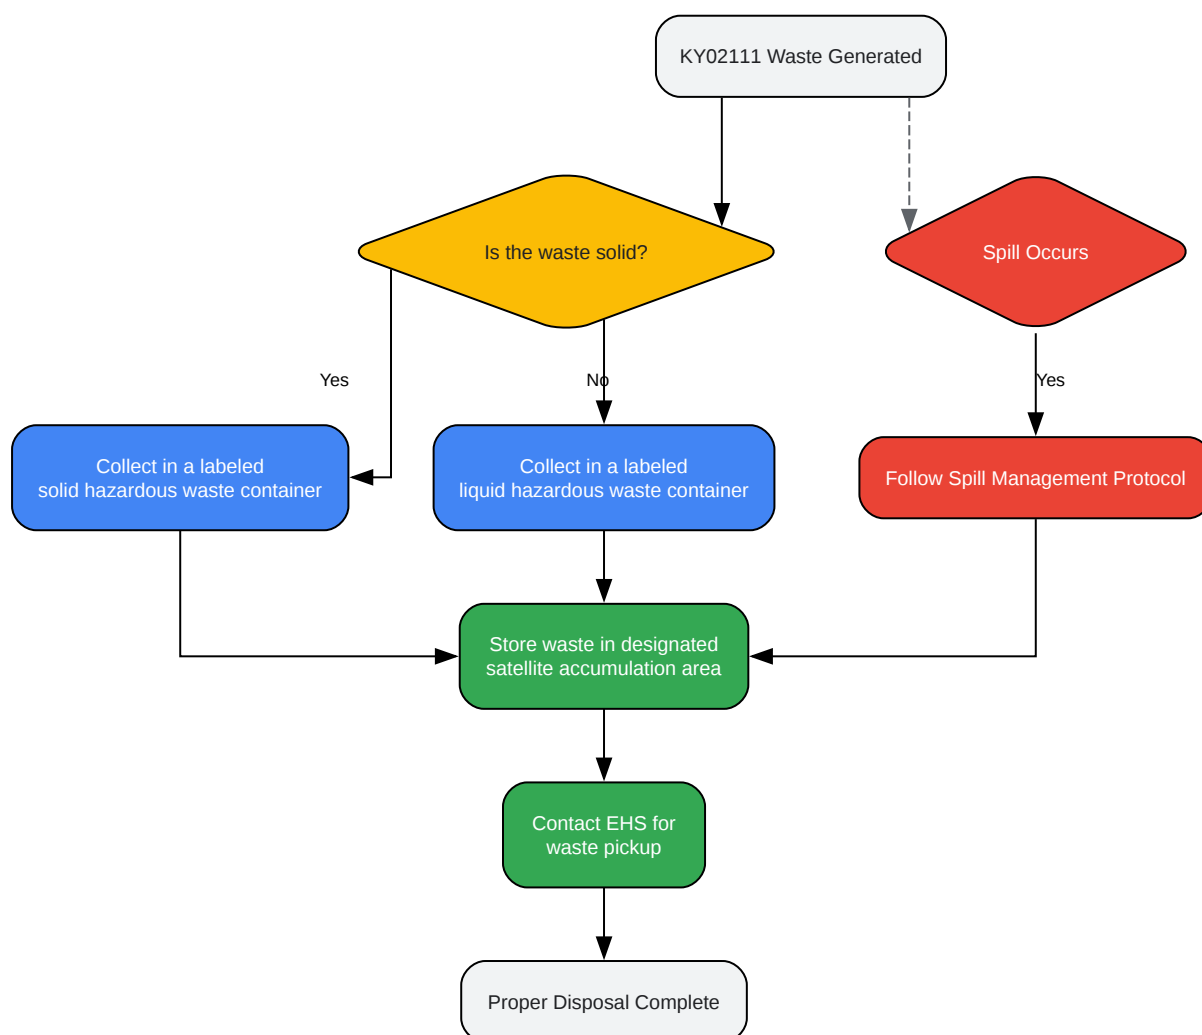 KY02111 Waste Generated
Is the waste solid?
Spill Occurs
Yes
No
Yes
Collect in a labeled
solid hazardous waste container
Collect in a labeled
liquid hazardous waste container
Follow Spill Management Protocol
Store waste in designated
satellite accumulation area
Contact EHS for
waste pickup
Proper Disposal Complete